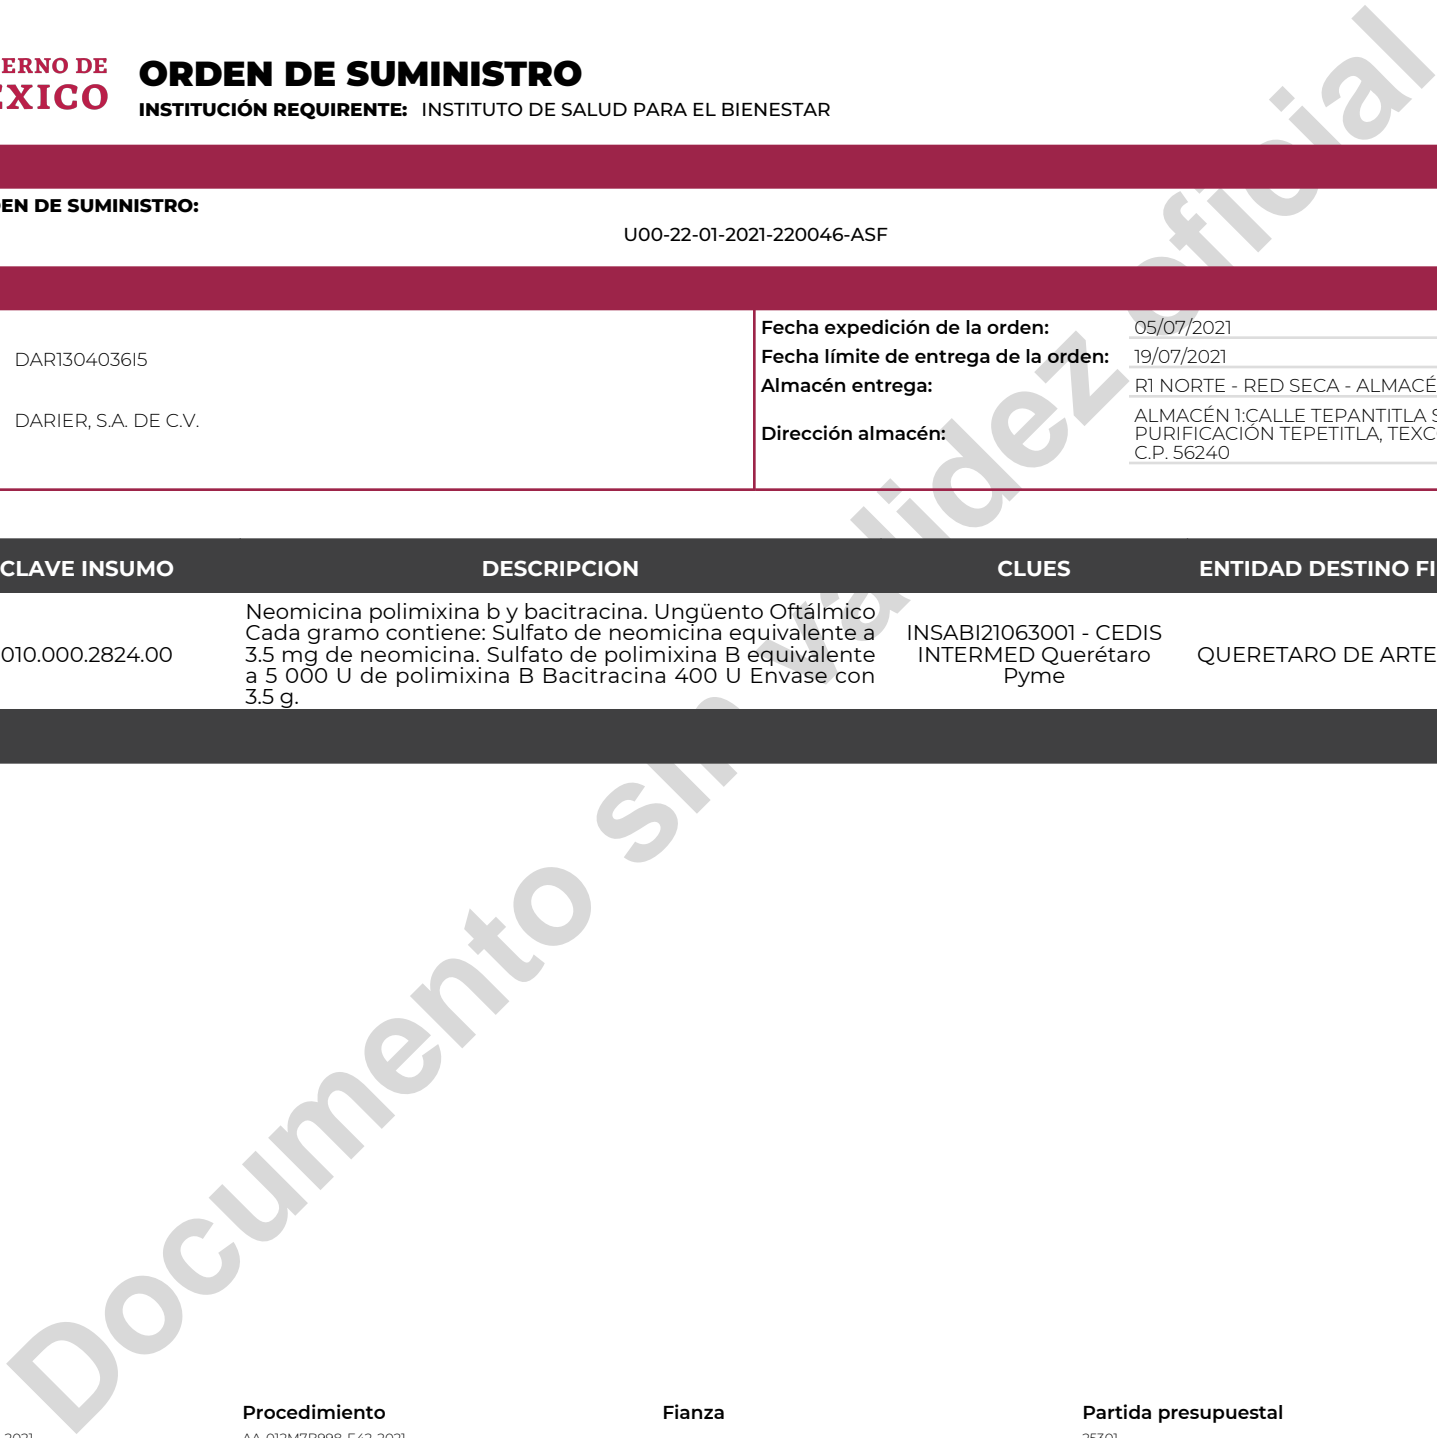 ERNO DE
EXICO
ORDEN DE SUMINISTRO
INSTITUCIÓN REQUIRENTE: INSTITUTO DE SALUD PARA EL BIENESTAR
EN DE SUMINISTRO:
U00-22-01-2021-220046-ASF
DAR1304036I5
DARIER, S.A. DE C.V.
Fecha expedición de la orden: 05/07/2021
Fecha límite de entrega de la orden: 19/07/2021
Almacén entrega: R1 NORTE - RED SECA - ALMACÉ
Dirección almacén: ALMACÉN 1:CALLE TEPANTITLA S
PURIFICACIÓN TEPETITLA, TEXC
C.P. 56240
CLAVE INSUMO DESCRIPCION CLUES ENTIDAD DESTINO FI
010.000.2824.00
Neomicina polimixina b y bacitracina. Ungüento Oftálmico
Cada gramo contiene: Sulfato de neomicina equivalente a
3.5 mg de neomicina. Sulfato de polimixina B equivalente
a 5 000 U de polimixina B Bacitracina 400 U Envase con
3.5 g.
INSABI21063001 - CEDIS
INTERMED Querétaro
Pyme
QUERETARO DE ARTE
Documento sin validez oficial
Procedimiento Fianza Partida presupuestal